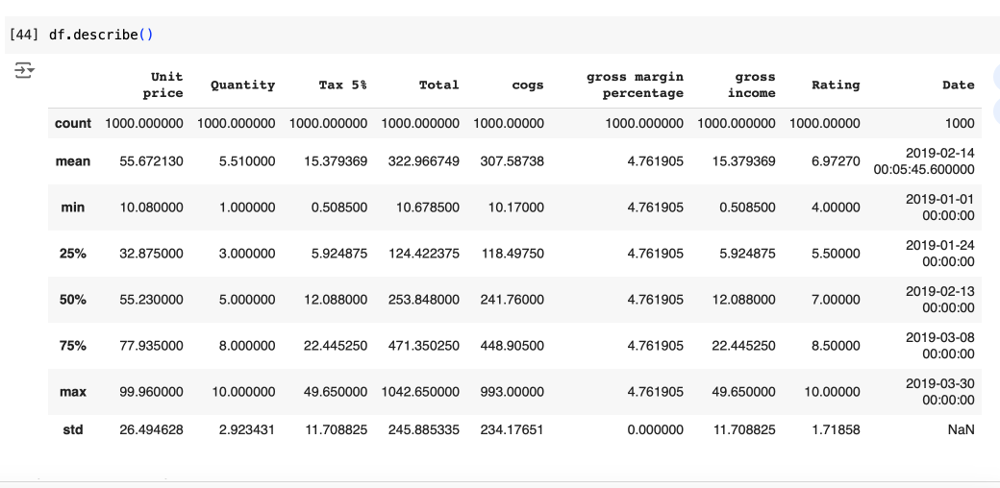 [44] df.describe()
Unit price Quantity Tax 5% Total cogs gross margin percentage gross income Rating Date
count 1000.000000 1000.000000 1000.000000 1000.000000 1000.00000 1000.000000 1000.000000 1000.00000 1000
mean 55.672130 5.510000 15.379369 322.966749 307.58738 4.761905 15.379369 6.97270 2019-02-14 00:05:45.600000
min 10.080000 1.000000 0.508500 10.678500 10.17000 4.761905 0.508500 4.00000 2019-01-01 00:00:00
25% 32.875000 3.000000 5.924875 124.422375 118.49750 4.761905 5.924875 5.50000 2019-01-24 00:00:00
50% 55.230000 5.000000 12.088000 253.848000 241.76000 4.761905 12.088000 7.00000 2019-02-13 00:00:00
75% 77.935000 8.000000 22.445250 471.350250 448.90500 4.761905 22.445250 8.50000 2019-03-08 00:00:00
max 99.960000 10.000000 49.650000 1042.650000 993.00000 4.761905 49.650000 10.00000 2019-03-30 00:00:00
std 26.494628 2.923431 11.708825 245.885335 234.17651 0.000000 11.708825 1.71858 NaN